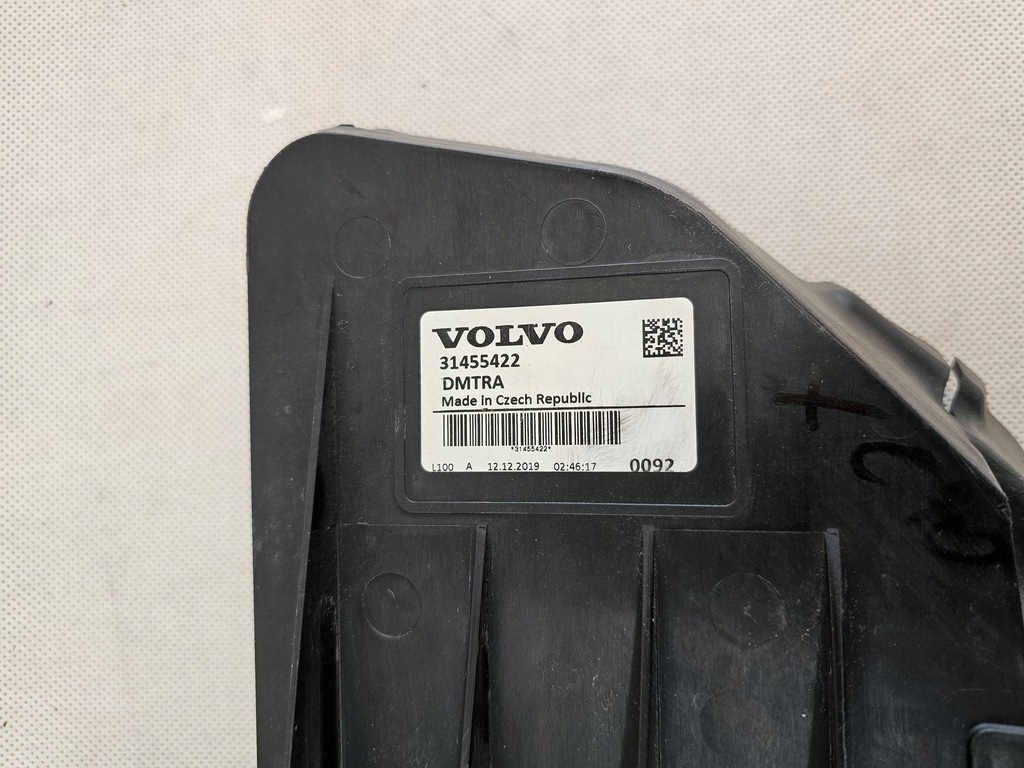 VOLVO
31455422
DMTRA
Made in Czech Republic
*31455422*
L100 A 12.12.2019 02:46:17 0092